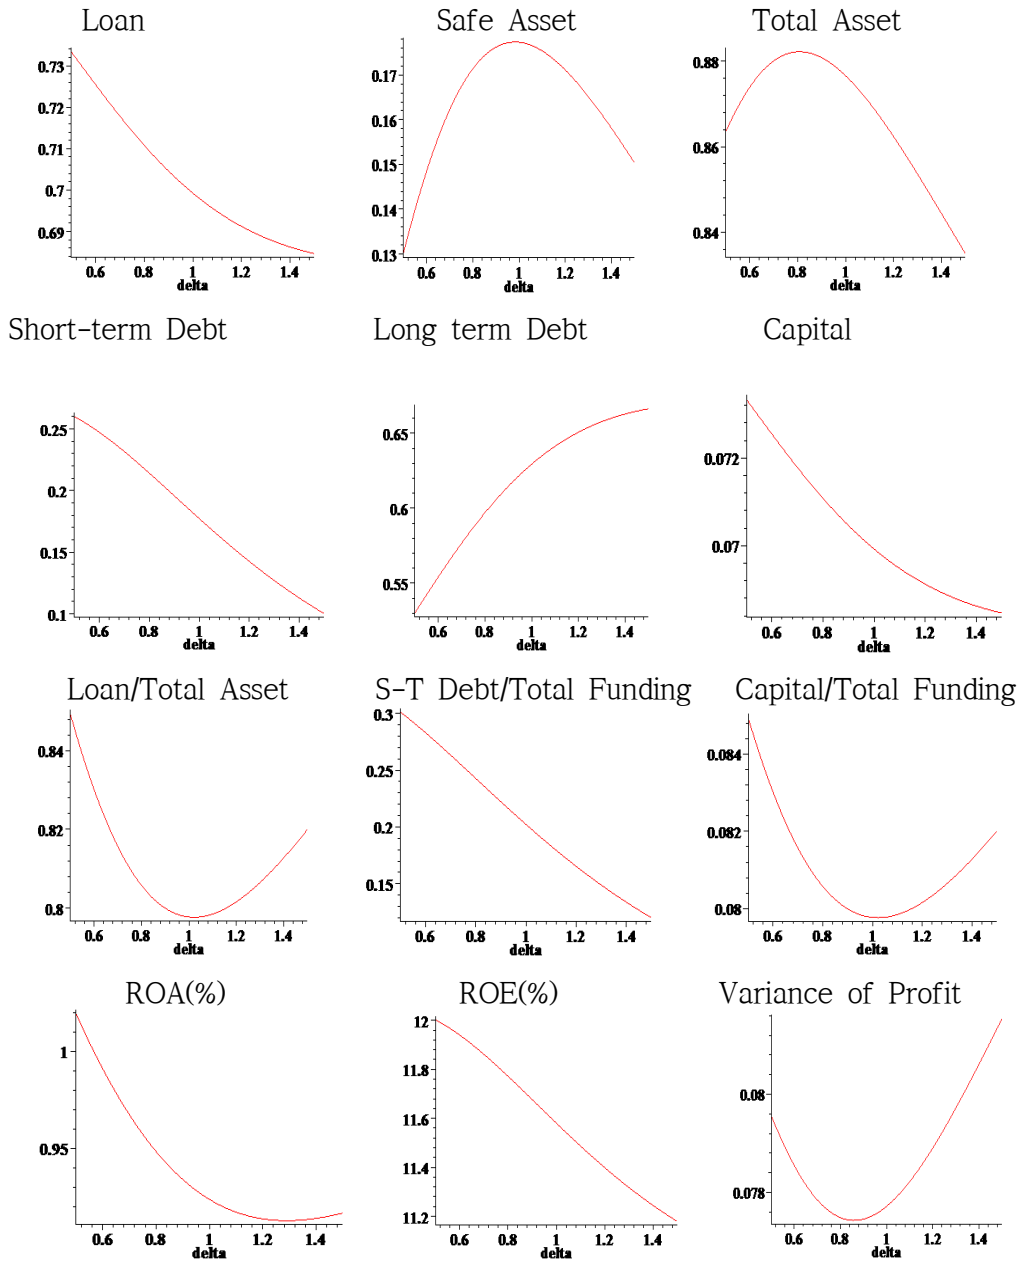 Loan Safe Asset Total Asset
0.73
0.72
0.71
0.7
0.69
0.6 0.8 1 1.2 1.4
delta
0.17
0.16
0.15
0.14
0.13
0.6 0.8 1 1.2 1.4
delta
0.88
0.86
0.84
0.6 0.8 1 1.2 1.4
delta
Short-term Debt Long term Debt Capital
0.25
0.2
0.15
0.1
0.6 0.8 1 1.2 1.4
delta
0.65
0.6
0.55
0.6 0.8 1 1.2 1.4
delta
0.072
0.07
0.6 0.8 1 1.2 1.4
delta
Loan/Total Asset S-T Debt/Total Funding Capital/Total Funding
0.84
0.82
0.8
0.6 0.8 1 1.2 1.4
delta
0.3
0.25
0.2
0.15
0.6 0.8 1 1.2 1.4
delta
0.084
0.082
0.08
0.6 0.8 1 1.2 1.4
delta
ROA(%) ROE(%) Variance of Profit
1
0.95
0.6 0.8 1 1.2 1.4
delta
12
11.8
11.6
11.4
11.2
0.6 0.8 1 1.2 1.4
delta
0.08
0.078
0.6 0.8 1 1.2 1.4
delta